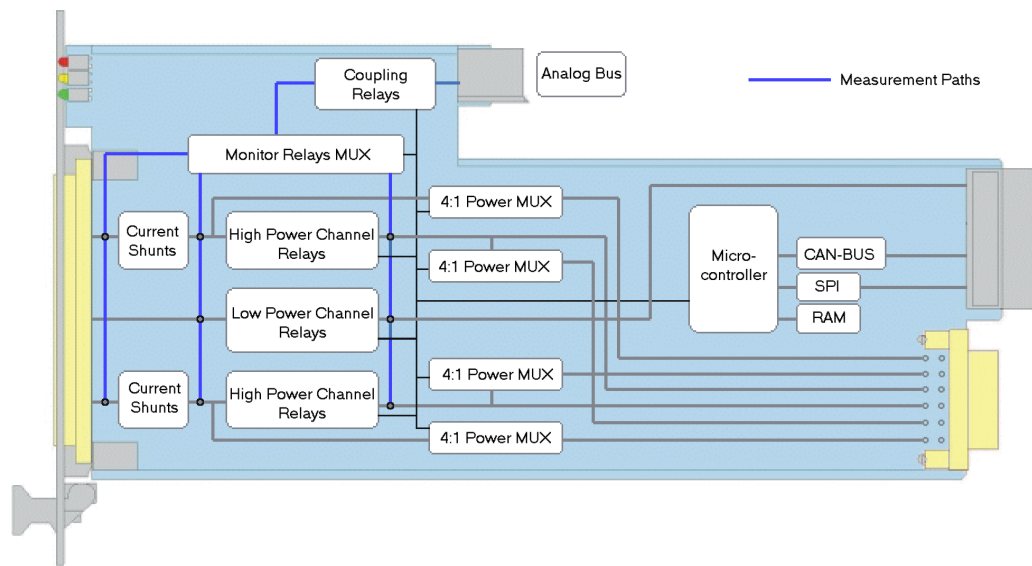 Coupling
Relays
Analog Bus
Measurement Paths
Monitor Relays MUX
4:1 Power MUX
Current
Shunts
High Power Channel
Relays
4:1 Power MUX
Micro-
controller
CAN-BUS
SPI
RAM
Low Power Channel
Relays
4:1 Power MUX
Current
Shunts
High Power Channel
Relays
4:1 Power MUX